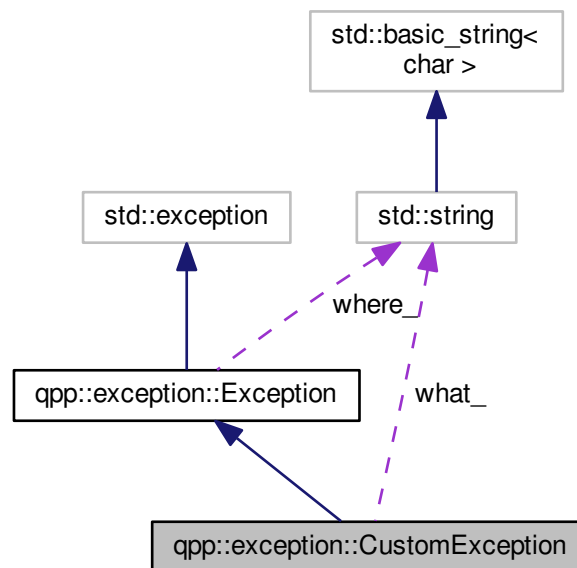 std::basic_string<
char >
std::exception
std::string
where_
qpp::exception::Exception
what_
qpp::exception::CustomException